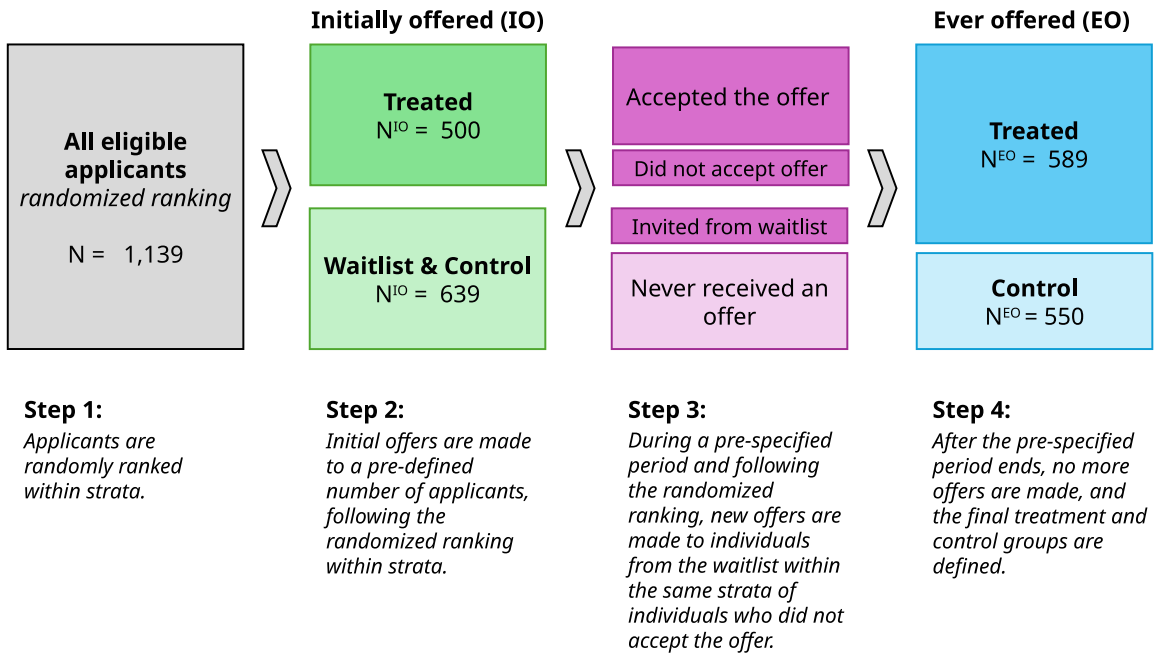 Initially offered (IO)
Ever offered (EO)
All eligible
applicants
randomized ranking
N = 1,139
Treated
Nᴵᴼ = 500
Waitlist & Control
Nᴵᴼ = 639
Accepted the offer
Did not accept offer
Invited from waitlist
Never received an
offer
Treated
Nᴱᴼ = 589
Control
Nᴱᴼ = 550
Step 1:
Applicants are
randomly ranked
within strata.
Step 2:
Initial offers are made
to a pre-defined
number of applicants,
following the
randomized ranking
within strata.
Step 3:
During a pre-specified
period and following
the randomized
ranking, new offers are
made to individuals
from the waitlist within
the same strata of
individuals who did not
accept the offer.
Step 4:
After the pre-specified
period ends, no more
offers are made, and
the final treatment and
control groups are
defined.